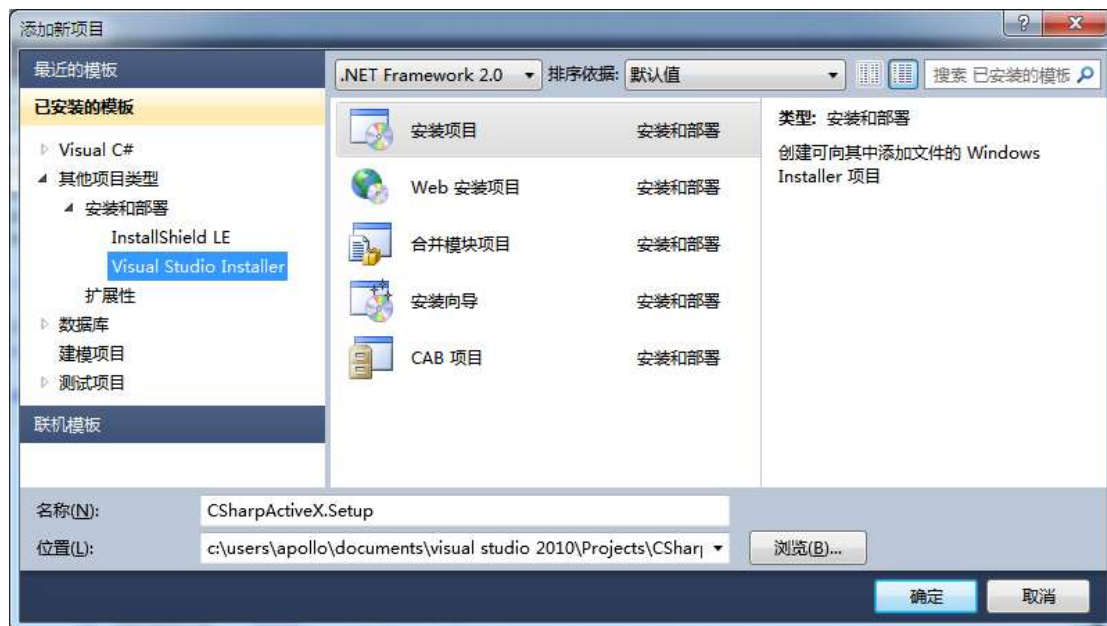 添加新项目
最近的模板
已安装的模板
Visual C#
其他项目类型
安装和部署
InstallShield LE
Visual Studio Installer
扩展性
数据库
建模项目
测试项目
联机模板
.NET Framework 2.0 排序依据: 默认值 搜索 已安装的模板
安装项目 安装和部署
Web 安装项目 安装和部署
合并模块项目 安装和部署
安装向导 安装和部署
CAB 项目 安装和部署
类型: 安装和部署
创建可向其中添加文件的 Windows
Installer 项目
名称(N): CSharpActiveX.Setup
位置(L): c:\users\apollo\documents\visual studio 2010\Projects\CSharp 浏览(B)...
确定 取消